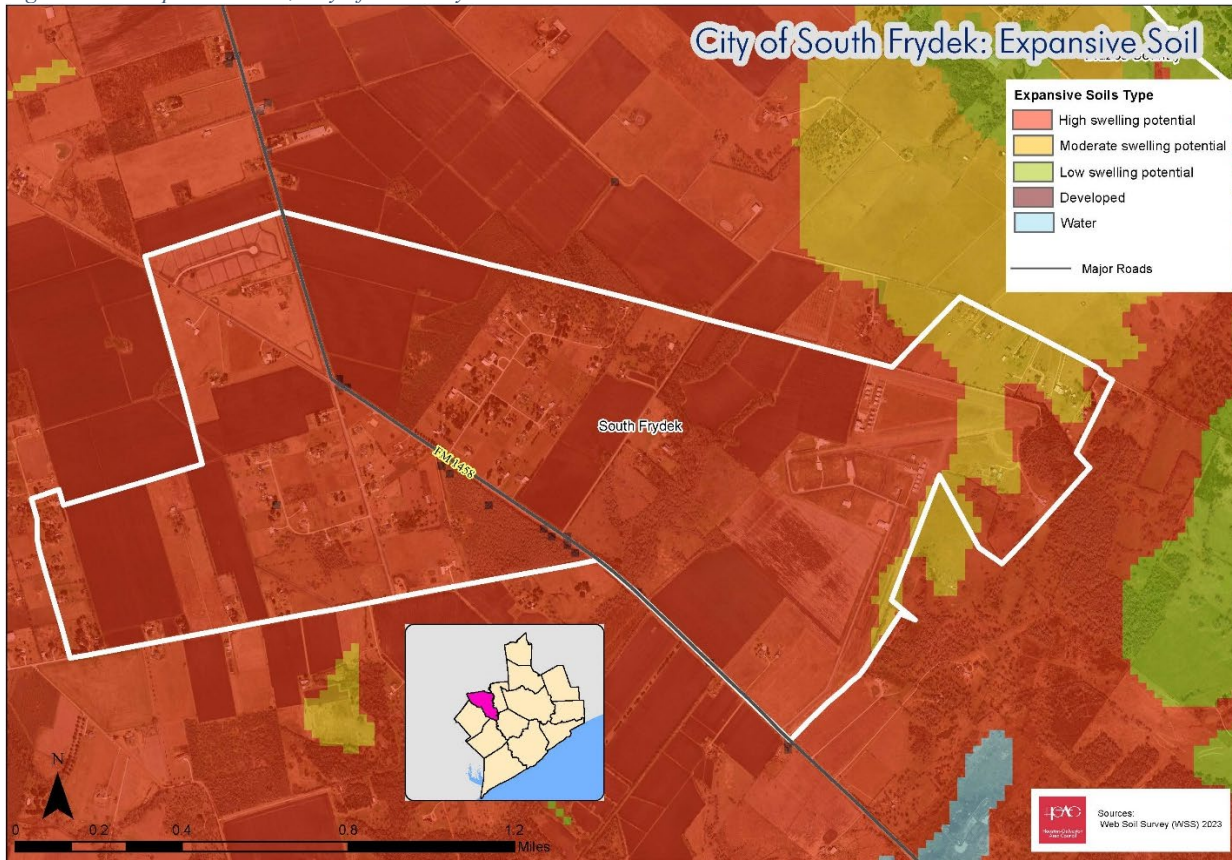 City of South Frydek: Expansive Soil
Expansive Soils Type
High swelling potential
Moderate swelling potential
Low swelling potential
Developed
Water
Major Roads
South Frydek
FM 1458
N
0 0.2 0.4 0.8 1.2
Miles
Sources:
Web Soil Survey (WSS) 2023